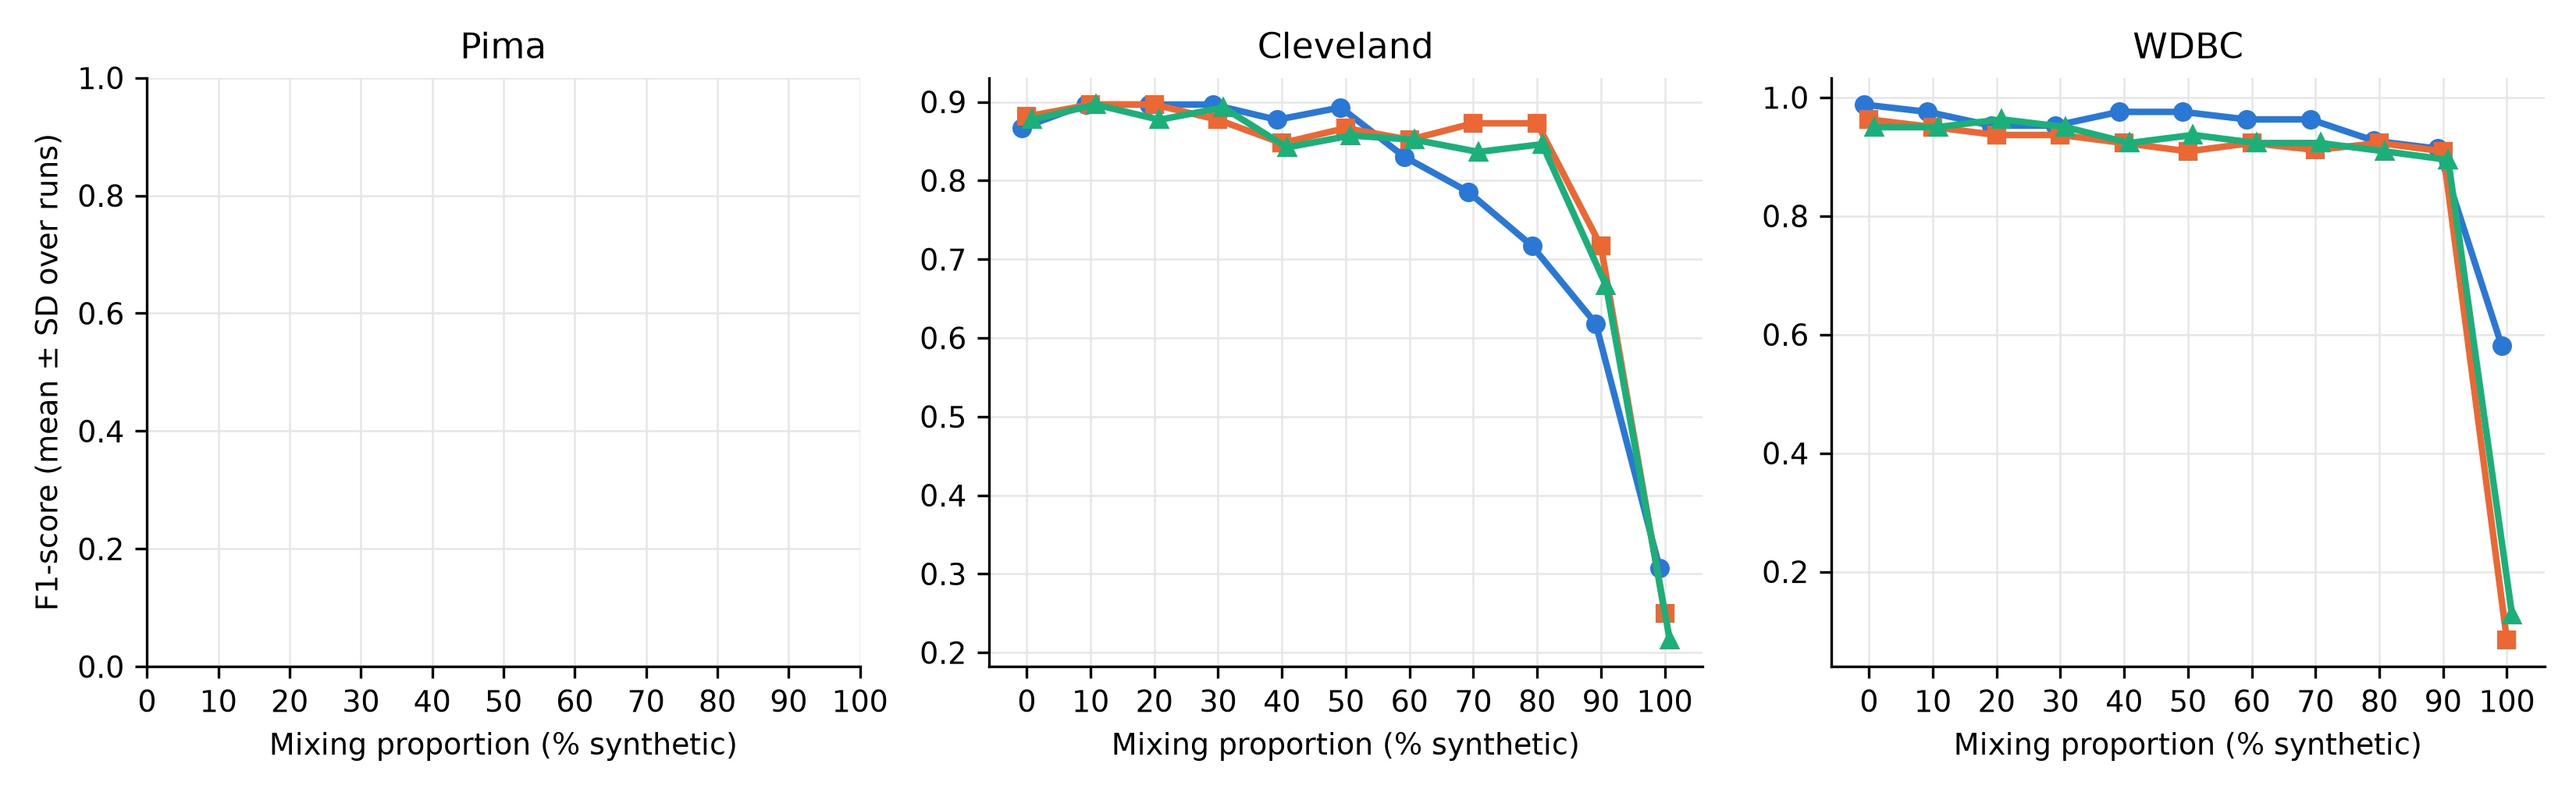 Pima
Cleveland
WDBC
F1-score (mean ± SD over runs)
1.0
0.8
0.6
0.4
0.2
0.0
0 10 20 30 40 50 60 70 80 90 100
Mixing proportion (% synthetic)
0.9
0.8
0.7
0.6
0.5
0.4
0.3
0.2
0 10 20 30 40 50 60 70 80 90 100
Mixing proportion (% synthetic)
1.0
0.8
0.6
0.4
0.2
0 10 20 30 40 50 60 70 80 90 100
Mixing proportion (% synthetic)